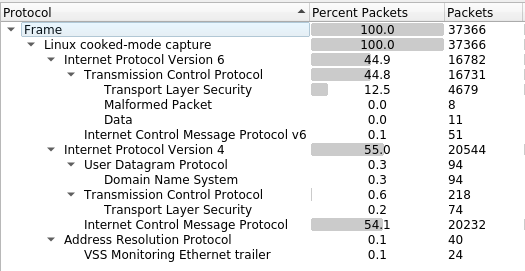 Protocol Percent Packets Packets
Frame 100.0 37366
Linux cooked-mode capture 100.0 37366
Internet Protocol Version 6 44.9 16782
Transmission Control Protocol 44.8 16731
Transport Layer Security 12.5 4679
Malformed Packet 0.0 8
Data 0.0 11
Internet Control Message Protocol v6 0.1 51
Internet Protocol Version 4 55.0 20544
User Datagram Protocol 0.3 94
Domain Name System 0.3 94
Transmission Control Protocol 0.6 218
Transport Layer Security 0.2 74
Internet Control Message Protocol 54.1 20232
Address Resolution Protocol 0.1 40
VSS Monitoring Ethernet trailer 0.1 24